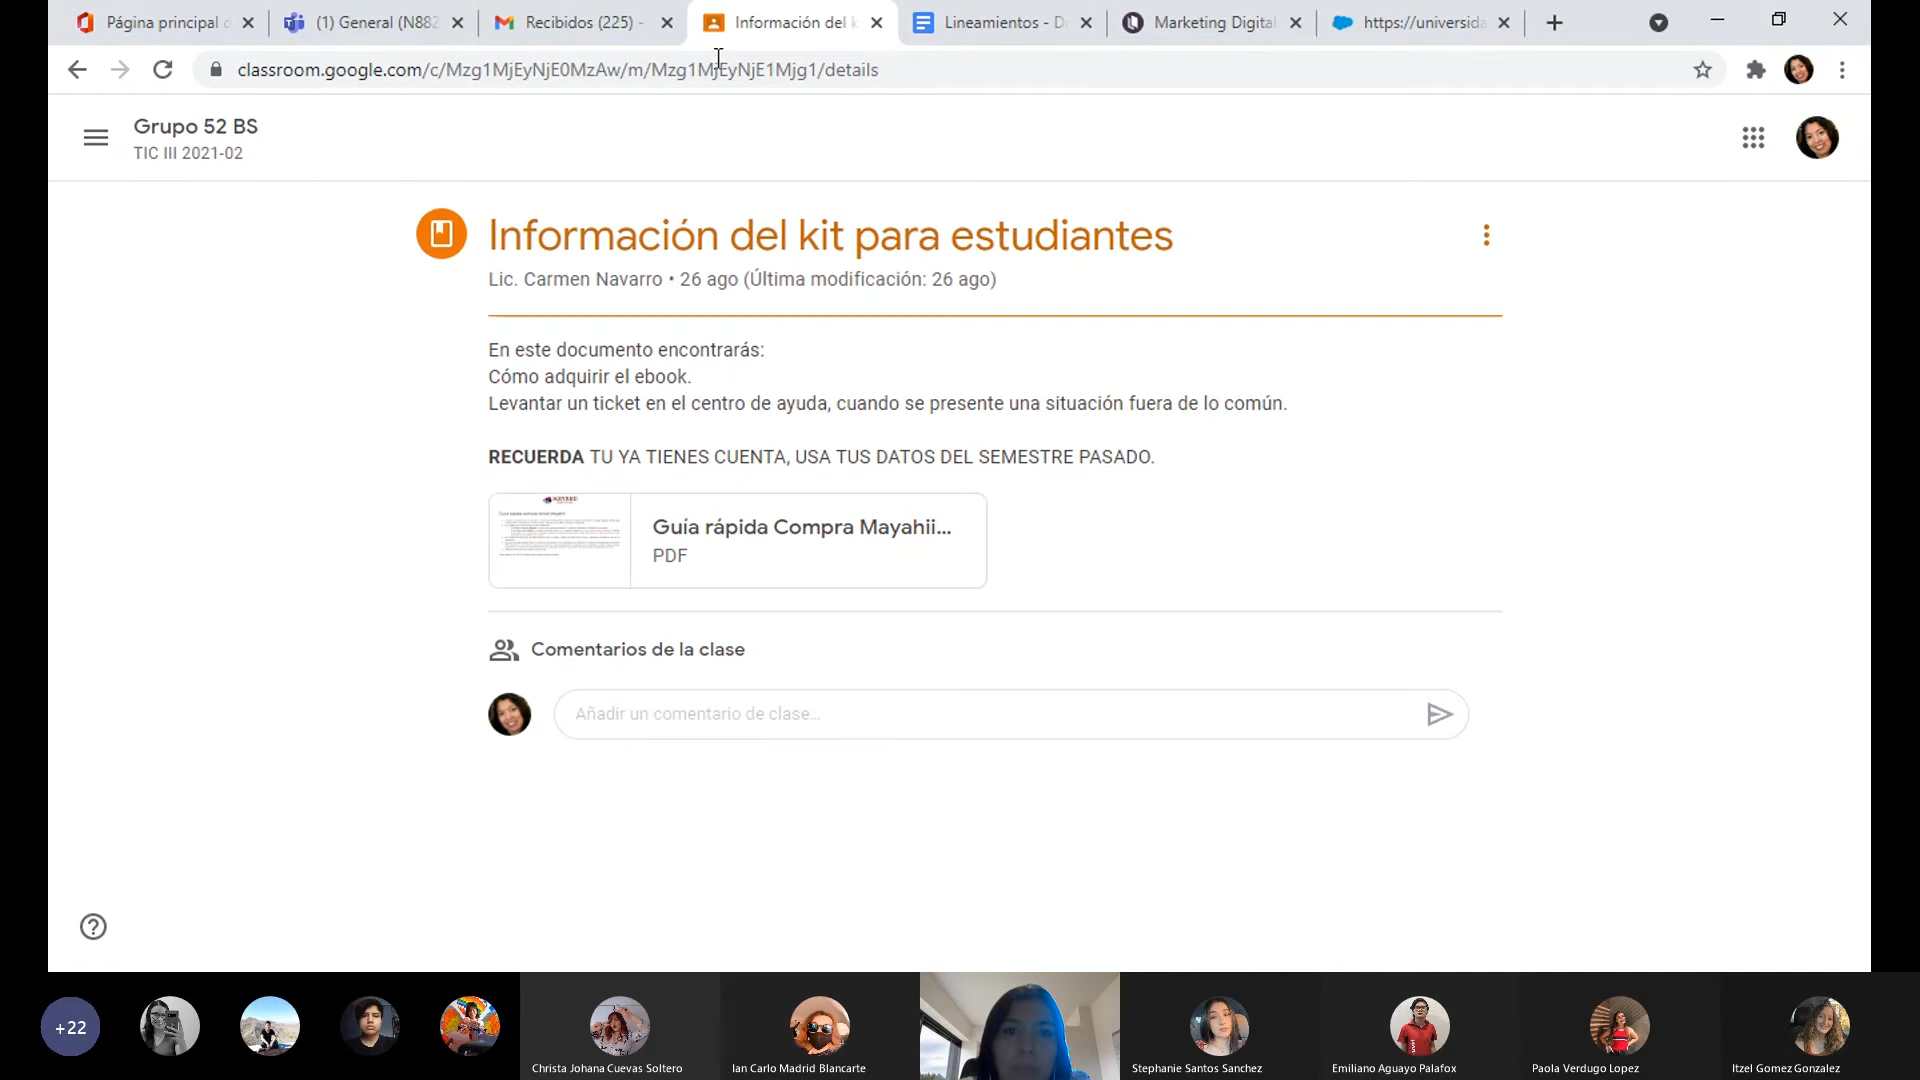 Página principal d
(1) General (N882
Recibidos (225) -
Información del k
Lineamientos - D
Marketing Digital
https://universida
classroom.google.com/c/Mzg1MjEyNjE0MzAw/m/Mzg1MjEyNjE1Mjg1/details
Grupo 52 BS
TIC III 2021-02
Información del kit para estudiantes
Lic. Carmen Navarro • 26 ago (Última modificación: 26 ago)
En este documento encontrarás:
Cómo adquirir el ebook.
Levantar un ticket en el centro de ayuda, cuando se presente una situación fuera de lo común.
RECUERDA TU YA TIENES CUENTA, USA TUS DATOS DEL SEMESTRE PASADO.
Guía rápida Compra Mayahii...
PDF
Comentarios de la clase
Añadir un comentario de clase...
+22
Christa Johana Cuevas Soltero
Ian Carlo Madrid Blancarte
Stephanie Santos Sanchez
Emiliano Aguayo Palafox
Paola Verdugo Lopez
Itzel Gomez Gonzalez